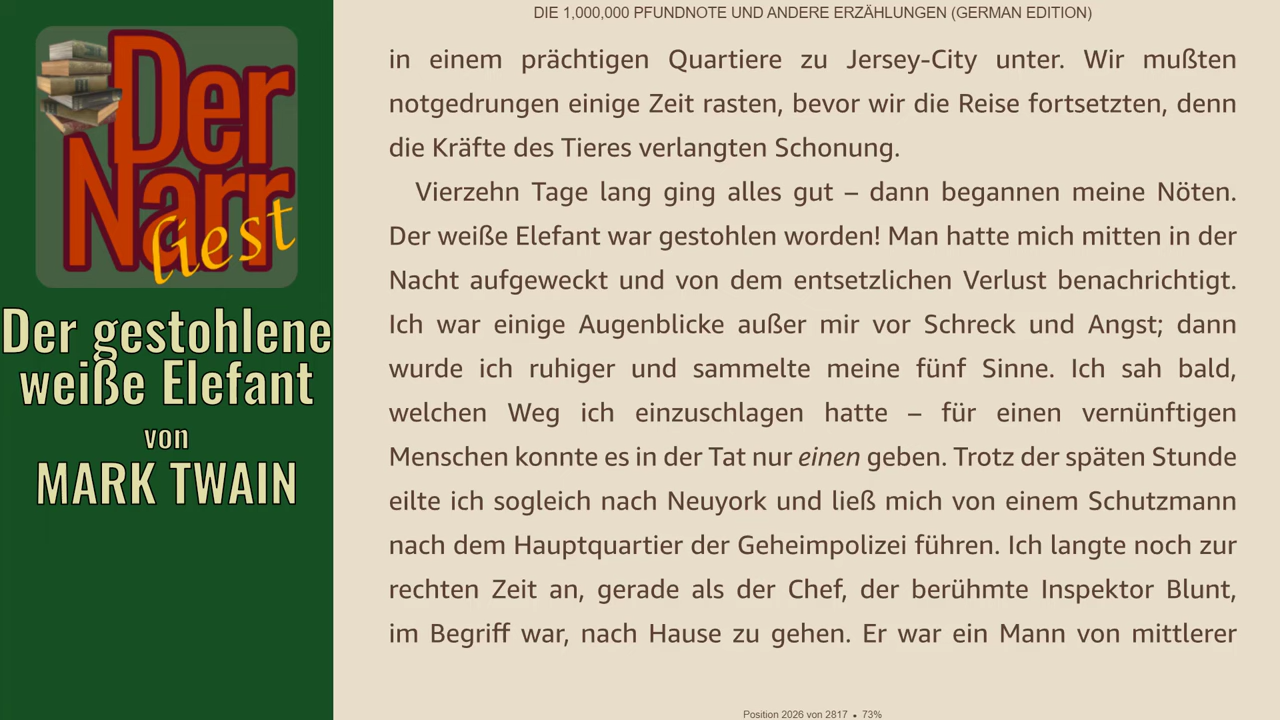 Der
Narr
liest
Der gestohlene
weiße Elefant
von
MARK TWAIN
DIE 1,000,000 PFUNDNOTE UND ANDERE ERZÄHLUNGEN (GERMAN EDITION)
in einem prächtigen Quartiere zu Jersey-City unter. Wir mußten
notgedrungen einige Zeit rasten, bevor wir die Reise fortsetzten, denn
die Kräfte des Tieres verlangten Schonung.
Vierzehn Tage lang ging alles gut – dann begannen meine Nöten.
Der weiße Elefant war gestohlen worden! Man hatte mich mitten in der
Nacht aufgeweckt und von dem entsetzlichen Verlust benachrichtigt.
Ich war einige Augenblicke außer mir vor Schreck und Angst; dann
wurde ich ruhiger und sammelte meine fünf Sinne. Ich sah bald,
welchen Weg ich einzuschlagen hatte – für einen vernünftigen
Menschen konnte es in der Tat nur einen geben. Trotz der späten Stunde
eilte ich sogleich nach Neuyork und ließ mich von einem Schutzmann
nach dem Hauptquartier der Geheimpolizei führen. Ich langte noch zur
rechten Zeit an, gerade als der Chef, der berühmte Inspektor Blunt,
im Begriff war, nach Hause zu gehen. Er war ein Mann von mittlerer
Position 2026 von 2817 • 73%